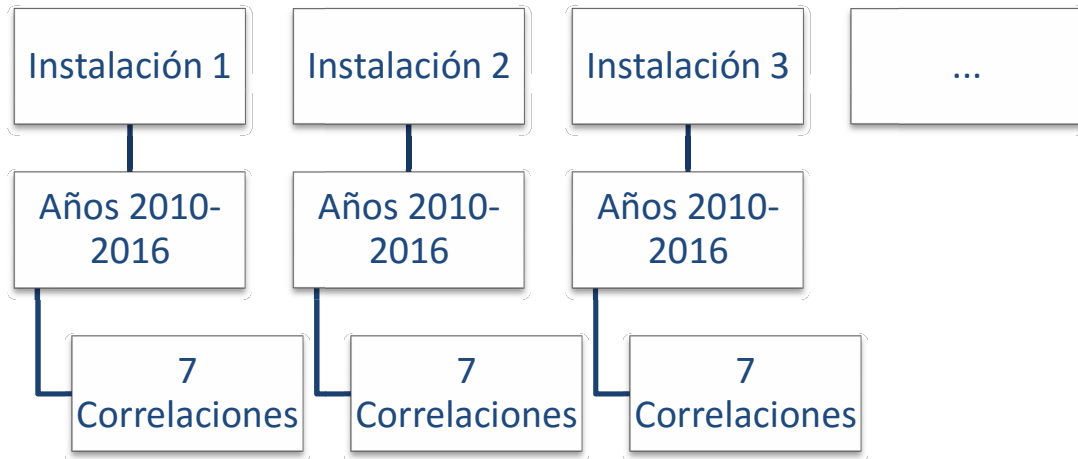 Instalación 1
Instalación 2
Instalación 3
...
Años 2010-
2016
Años 2010-
2016
Años 2010-
2016
7
Correlaciones
7
Correlaciones
7
Correlaciones